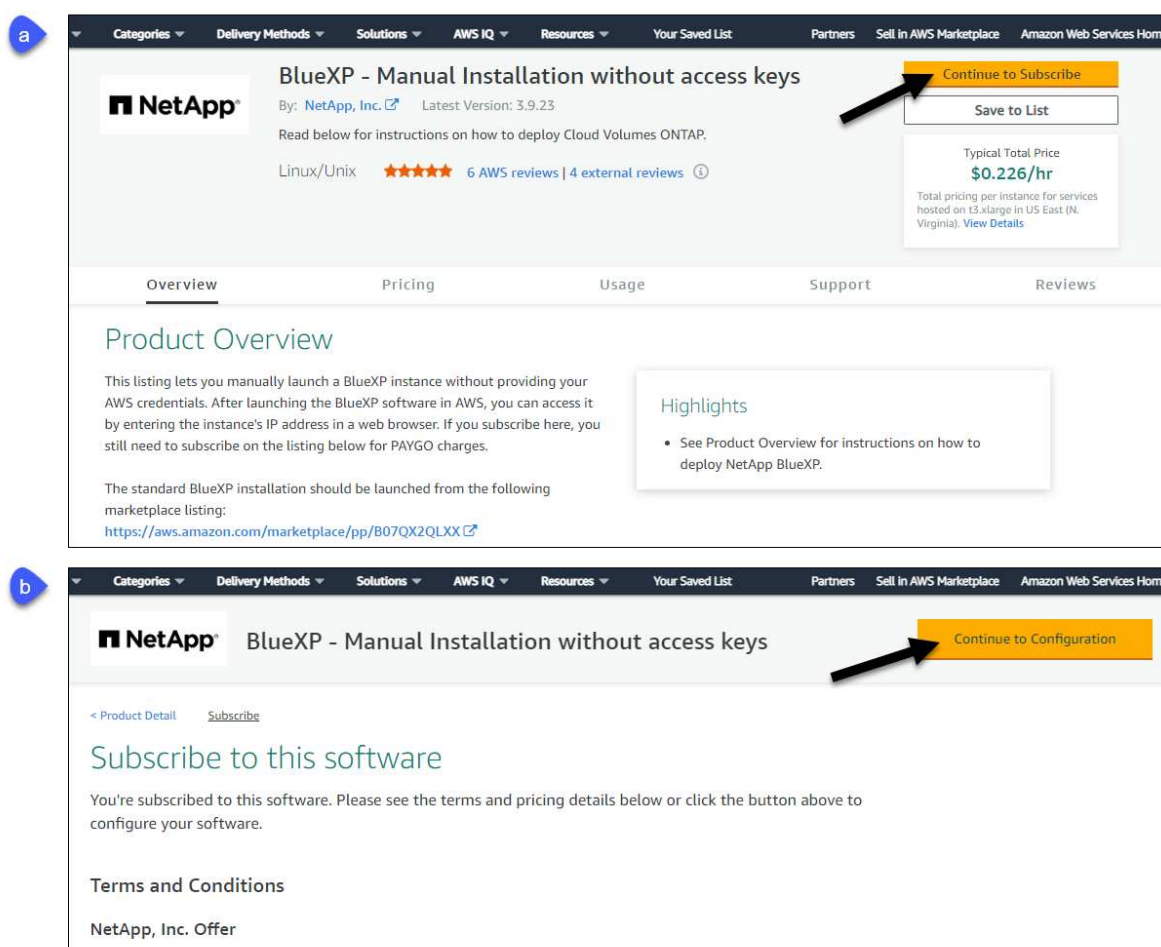 a
Categories Delivery Methods Solutions AWS IQ Resources Your Saved List Partners Sell in AWS Marketplace Amazon Web Services Hom
NetApp
BlueXP - Manual Installation without access keys
By: NetApp, Inc. Latest Version: 3.9.23
Read below for instructions on how to deploy Cloud Volumes ONTAP.
Linux/Unix 6 AWS reviews | 4 external reviews
Continue to Subscribe
Save to List
Typical Total Price
$0.226/hr
Total pricing per instance for services
hosted on t3.xlarge in US East (N.
Virginia). View Details
Overview Pricing Usage Support Reviews
Product Overview
This listing lets you manually launch a BlueXP instance without providing your
AWS credentials. After launching the BlueXP software in AWS, you can access it
by entering the instance's IP address in a web browser. If you subscribe here, you
still need to subscribe on the listing below for PAYGO charges.
The standard BlueXP installation should be launched from the following
marketplace listing:
https://aws.amazon.com/marketplace/pp/B07QX2QLXX
Highlights
• See Product Overview for instructions on how to
deploy NetApp BlueXP.
b
Categories Delivery Methods Solutions AWS IQ Resources Your Saved List Partners Sell in AWS Marketplace Amazon Web Services Hom
NetApp
BlueXP - Manual Installation without access keys
Continue to Configuration
< Product Detail Subscribe
Subscribe to this software
You're subscribed to this software. Please see the terms and pricing details below or click the button above to
configure your software.
Terms and Conditions
NetApp, Inc. Offer